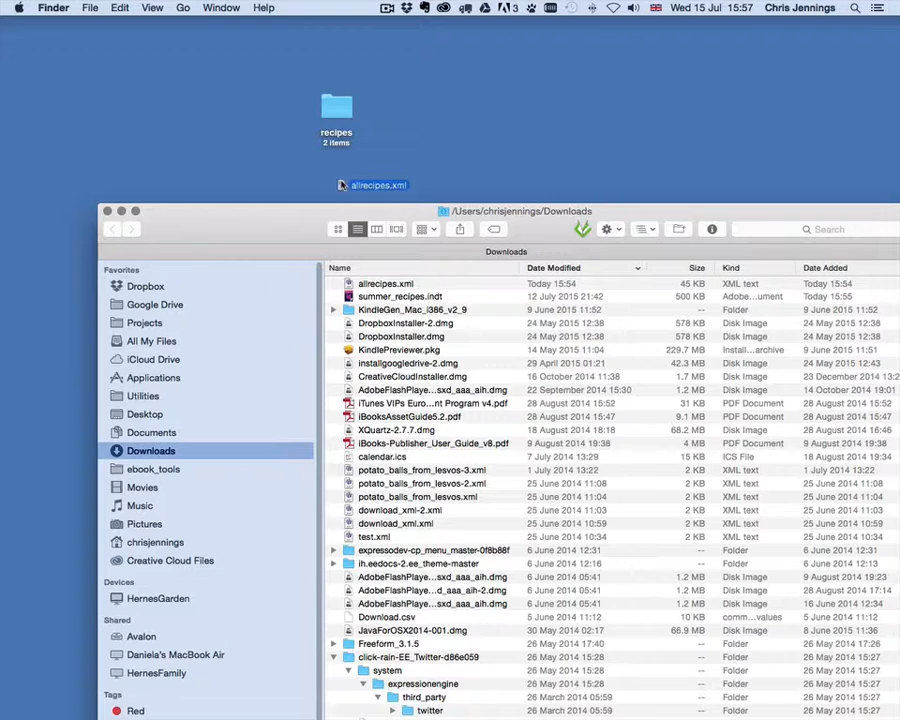 Finder File Edit View Go Window Help 3 Wed 15 Jul 15:57 Chris Jennings
recipes
2 items
allrecipes.xml
/Users/chrisjennings/Downloads
Search
Downloads
Favorites
Dropbox
Google Drive
Projects
All My Files
iCloud Drive
Applications
Utilities
Desktop
Documents
Downloads
ebook_tools
Movies
Music
Pictures
chrisjennings
Creative Cloud Files
Devices
HernesGarden
Shared
Avalon
Daniela's MacBook Air
HernesFamily
Tags
Red
Name Date Modified Size Kind Date Added
allrecipes.xml Today 15:54 45 KB XML text Today 15:54
summer_recipes.indt 12 July 2015 21:42 500 KB Adobe...ument Today 15:55
KindleGen_Mac_i386_v2_9 9 June 2015 11:52 -- Folder 9 June 2015 11:52
DropboxInstaller-2.dmg 24 May 2015 12:38 578 KB Disk Image 24 May 2015 12:38
DropboxInstaller.dmg 24 May 2015 12:38 578 KB Disk Image 24 May 2015 12:38
KindlePreviewer.pkg 14 May 2015 11:04 229.7 MB Install...archive 9 June 2015 11:51
installgoogledrive-2.dmg 29 April 2015 01:21 42.3 MB Disk Image 24 May 2015 12:43
CreativeCloudInstaller.dmg 16 October 2014 11:38 1.7 MB Disk Image 23 December 2014 13:2
AdobeFlashPlaye...sxd_aaa_aih.dmg 22 September 2014 15:30 1.2 MB Disk Image 14 October 2014 19:01
iTunes VIPs Euro...nt Program v4.pdf 28 August 2014 15:52 31 KB PDF Document 28 August 2014 15:52
iBooksAssetGuide5.2.pdf 28 August 2014 15:47 9.1 MB PDF Document 28 August 2014 15:47
XQuartz-2.7.7.dmg 18 August 2014 18:18 68.2 MB Disk Image 28 August 2014 15:52
iBooks-Publisher_User_Guide_v8.pdf 9 August 2014 19:38 4 MB PDF Document 9 August 2014 19:38
calendar.ics 7 July 2014 13:29 15 KB ICS File 18 August 2014 19:34
potato_balls_from_lesvos-3.xml 1 July 2014 13:22 2 KB XML text 1 July 2014 13:22
potato_balls_from_lesvos-2.xml 25 June 2014 11:08 2 KB XML text 25 June 2014 11:08
potato_balls_from_lesvos.xml 25 June 2014 11:04 2 KB XML text 25 June 2014 11:04
download_xml-2.xml 25 June 2014 11:03 2 KB XML text 25 June 2014 11:03
download_xml.xml 25 June 2014 10:59 2 KB XML text 25 June 2014 10:59
test.xml 25 June 2014 10:34 2 KB XML text 25 June 2014 10:34
expressodev-cp_menu_master-0f8b88f 6 June 2014 12:31 -- Folder 6 June 2014 12:31
ih.eedocs-2.ee_theme-master 6 June 2014 12:16 -- Folder 6 June 2014 12:16
AdobeFlashPlaye...sxd_aaa_aih.dmg 6 June 2014 05:41 1.2 MB Disk Image 9 August 2014 19:23
AdobeFlashPlaye...d_aaa_aih-2.dmg 6 June 2014 05:41 1.2 MB Disk Image 28 August 2014 17:14
AdobeFlashPlaye...sxd_aaa_aih.dmg 6 June 2014 05:41 1.2 MB Disk Image 16 June 2014 12:34
Download.csv 5 June 2014 11:12 10 KB comm...values 5 June 2014 11:12
JavaForOSX2014-001.dmg 30 May 2014 02:17 66.9 MB Disk Image 8 June 2015 11:36
Freeform_3.1.5 26 May 2014 17:40 -- Folder 26 May 2014 17:26
click-rain-EE_Twitter-d86e059 26 May 2014 15:28 -- Folder 26 May 2014 15:27
system 26 May 2014 15:28 -- Folder 26 May 2014 15:27
expressionengine 26 May 2014 15:28 -- Folder 26 May 2014 15:27
third_party 26 March 2014 05:59 -- Folder 26 May 2014 15:27
twitter 26 March 2014 05:59 -- Folder 26 May 2014 15:27